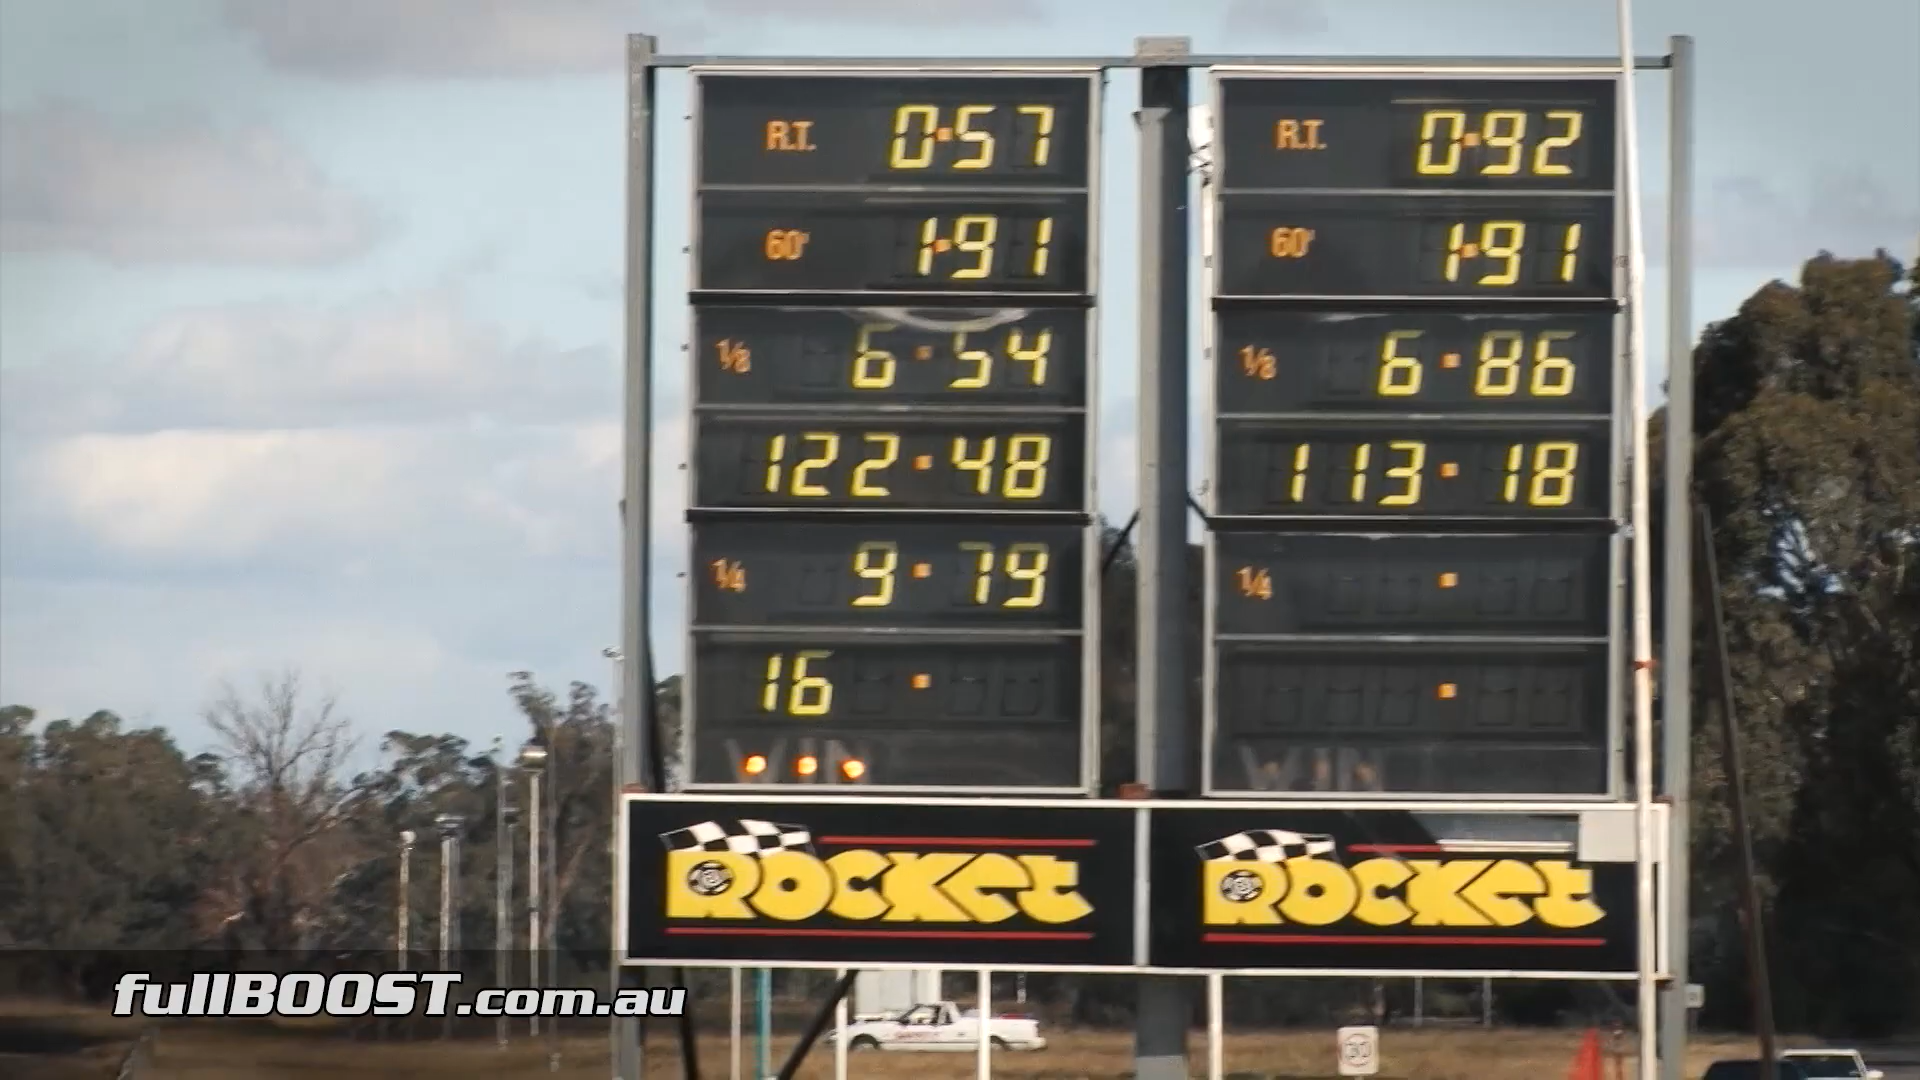 R.T. 0.57
60' 1.91
1/8 6.54
122.48
1/4 9.79
16 .
WIN
R.T. 0.92
60' 1.91
1/8 6.86
113.18
1/4 .
.
WIN
ROCKET
ROCKET
fullBOOST.com.au